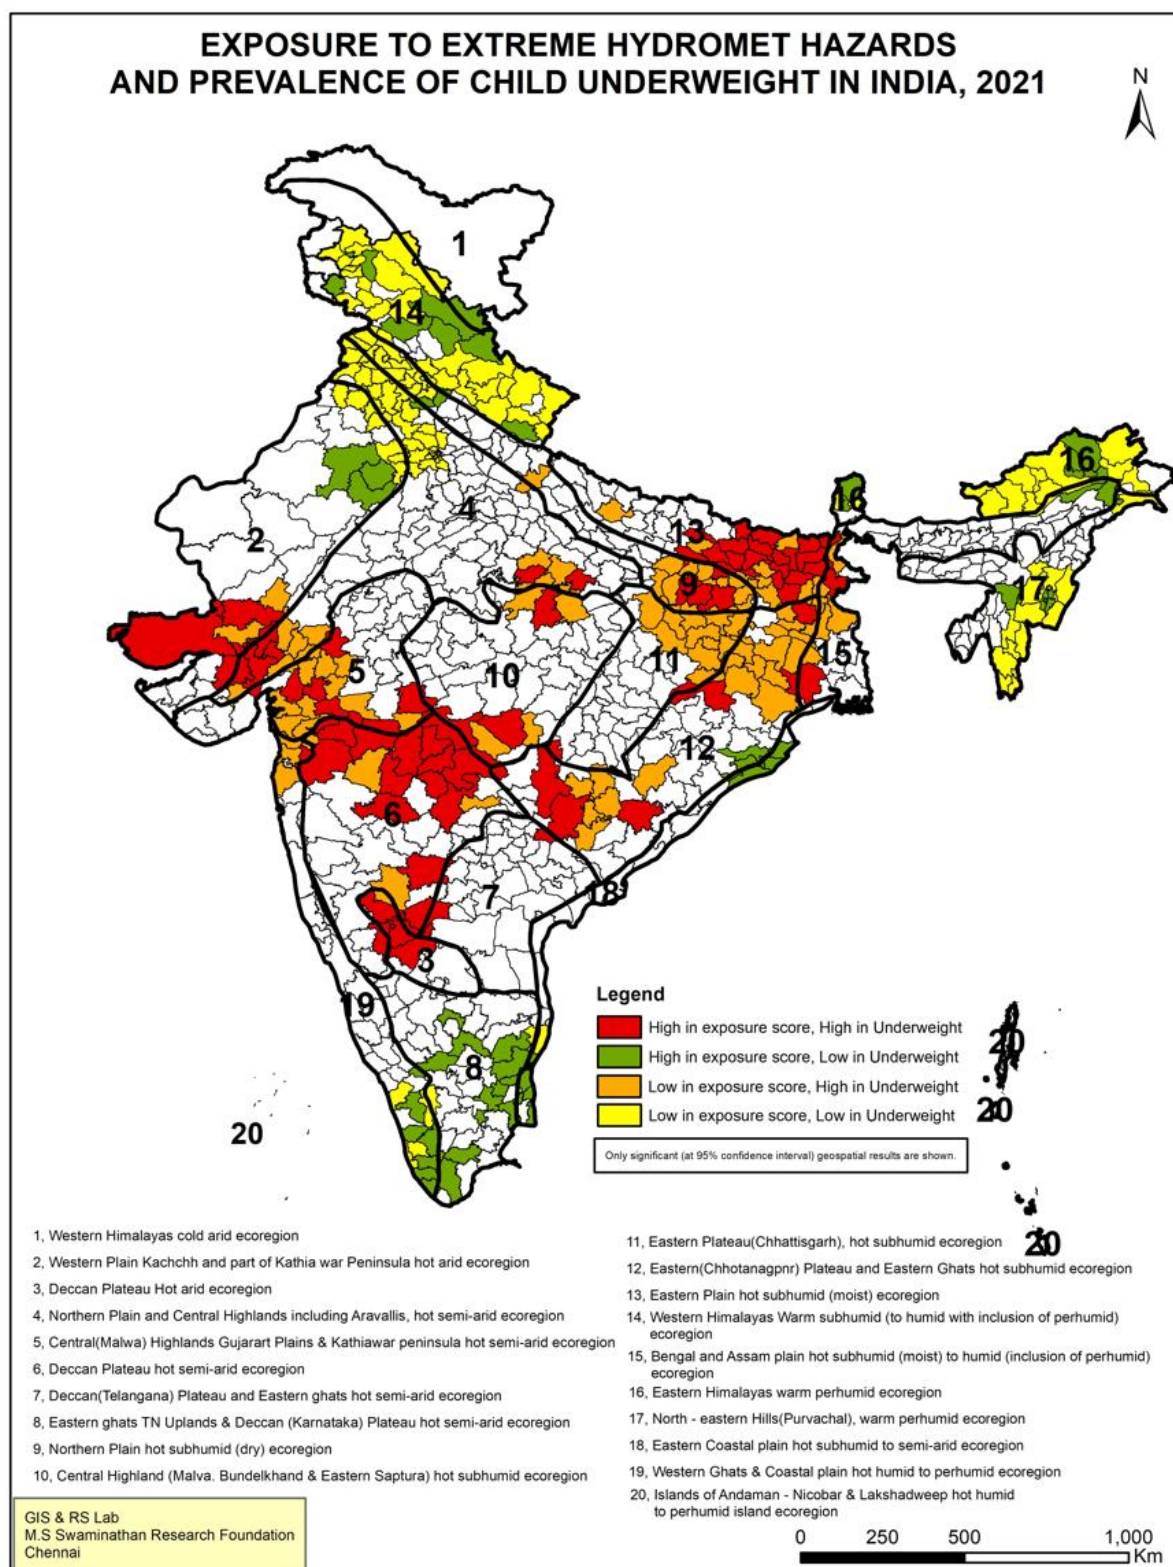 EXPOSURE TO EXTREME HYDROMET HAZARDS
AND PREVALENCE OF CHILD UNDERWEIGHT IN INDIA, 2021
N
1
14
16
16
4
2
13
9
17
5
11
15
10
12
6
7
18
3
19
8
20
20
20
20
Legend
High in exposure score, High in Underweight
High in exposure score, Low in Underweight
Low in exposure score, High in Underweight
Low in exposure score, Low in Underweight
Only significant (at 95% confidence interval) geospatial results are shown.
1, Western Himalayas cold arid ecoregion
2, Western Plain Kachchh and part of Kathia war Peninsula hot arid ecoregion
3, Deccan Plateau Hot arid ecoregion
4, Northern Plain and Central Highlands including Aravallis, hot semi-arid ecoregion
5, Central(Malwa) Highlands Gujarart Plains & Kathiawar peninsula hot semi-arid ecoregion
6, Deccan Plateau hot semi-arid ecoregion
7, Deccan(Telangana) Plateau and Eastern ghats hot semi-arid ecoregion
8, Eastern ghats TN Uplands & Deccan (Karnataka) Plateau hot semi-arid ecoregion
9, Northern Plain hot subhumid (dry) ecoregion
10, Central Highland (Malva. Bundelkhand & Eastern Saptura) hot subhumid ecoregion
11, Eastern Plateau(Chhattisgarh), hot subhumid ecoregion
12, Eastern(Chhotanagpnr) Plateau and Eastern Ghats hot subhumid ecoregion
13, Eastern Plain hot subhumid (moist) ecoregion
14, Western Himalayas Warm subhumid (to humid with inclusion of perhumid)
ecoregion
15, Bengal and Assam plain hot subhumid (moist) to humid (inclusion of perhumid)
ecoregion
16, Eastern Himalayas warm perhumid ecoregion
17, North - eastern Hills(Purvachal), warm perhumid ecoregion
18, Eastern Coastal plain hot subhumid to semi-arid ecoregion
19, Western Ghats & Coastal plain hot humid to perhumid ecoregion
20, Islands of Andaman - Nicobar & Lakshadweep hot humid
to perhumid island ecoregion
GIS & RS Lab
M.S Swaminathan Research Foundation
Chennai
0 250 500 1,000
Km